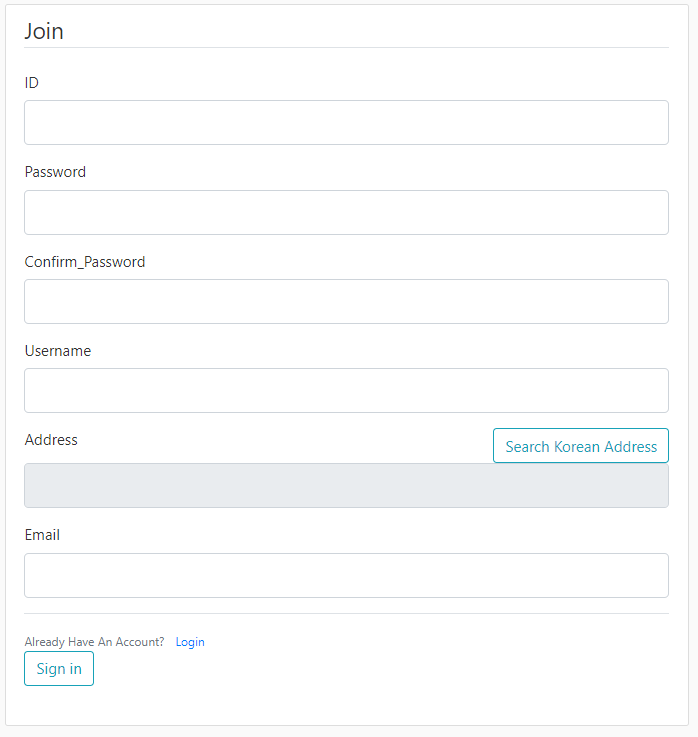 Join
ID
Password
Confirm_Password
Username
Address
Search Korean Address
Email
Already Have An Account? Login
Sign in